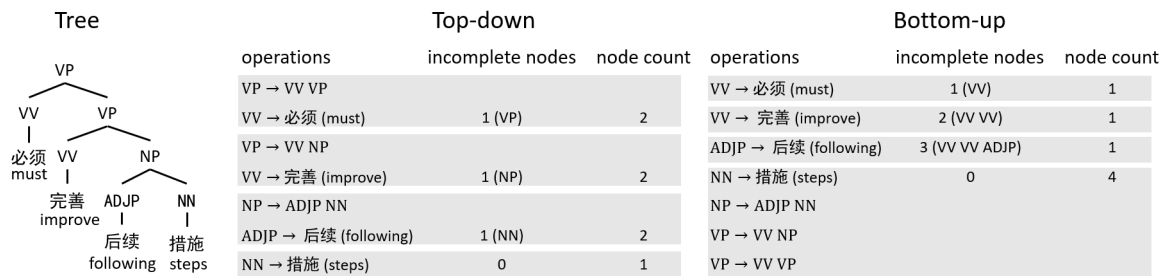 Tree
VP
VV VP
必须 VV NP
must
完善 ADJP NN
improve
后续 措施
following steps
Top-down
operations incomplete nodes node count
VP → VV VP
VV → 必须 (must) 1 (VP) 2
VP → VV NP
VV → 完善 (improve) 1 (NP) 2
NP → ADJP NN
ADJP → 后续 (following) 1 (NN) 2
NN → 措施 (steps) 0 1
Bottom-up
operations incomplete nodes node count
VV → 必须 (must) 1 (VV) 1
VV → 完善 (improve) 2 (VV VV) 1
ADJP → 后续 (following) 3 (VV VV ADJP) 1
NN → 措施 (steps) 0 4
NP → ADJP NN
VP → VV NP
VP → VV VP